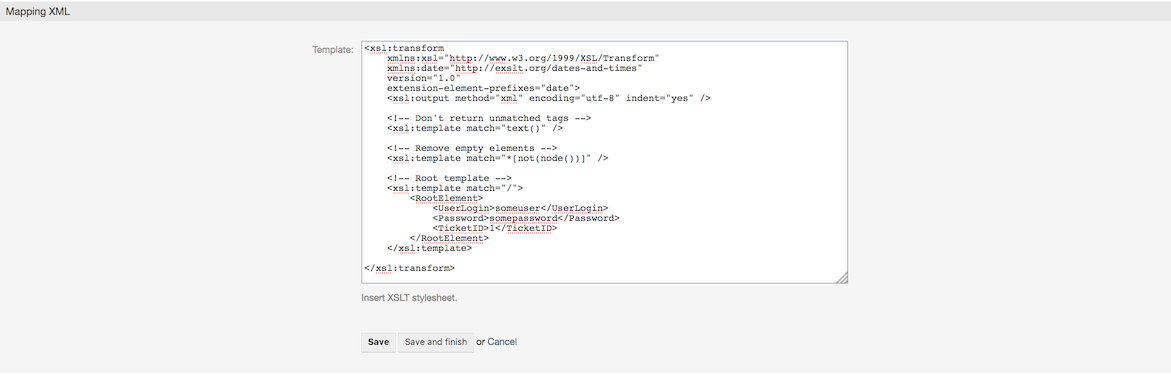 Mapping XML
Template:
<xsl:transform
    xmlns:xsl="http://www.w3.org/1999/XSL/Transform"
    xmlns:date="http://exslt.org/dates-and-times"
    version="1.0"
    extension-element-prefixes="date">
    <xsl:output method="xml" encoding="utf-8" indent="yes" />
    <!-- Don't return unmatched tags -->
    <xsl:template match="text()" />
    <!-- Remove empty elements -->
    <xsl:template match="*[not(node())]" />
    <!-- Root template -->
    <xsl:template match="/">
        <RootElement>
            <UserLogin>someuser</UserLogin>
            <Password>somepassword</Password>
            <TicketID>1</TicketID>
        </RootElement>
    </xsl:template>
</xsl:transform>
Insert XSLT stylesheet.
Save Save and finish or Cancel